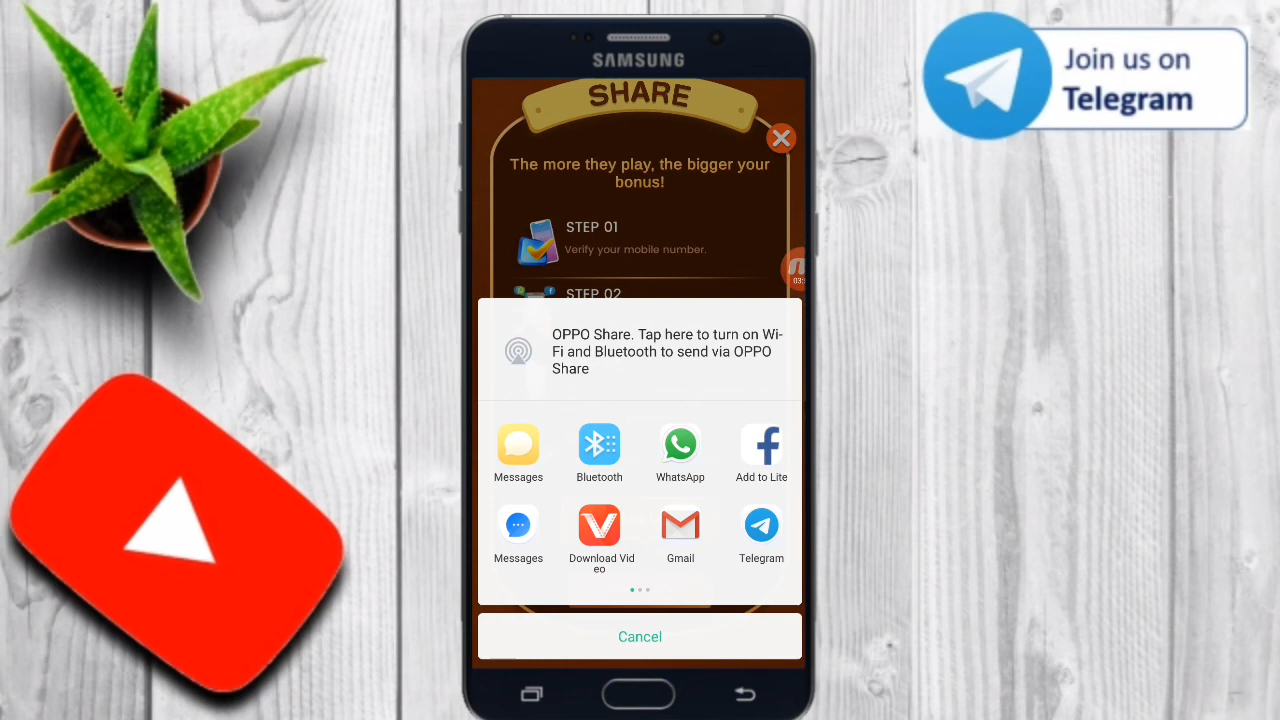 SAMSUNG
Join us on
Telegram
SHARE
The more they play, the bigger your
bonus!
STEP 01
Verify your mobile number.
03:
STEP 02
OPPO Share. Tap here to turn on Wi-
Fi and Bluetooth to send via OPPO
Share
Messages
Bluetooth
WhatsApp
Add to Lite
Messages
Download Vid
eo
Gmail
Telegram
Cancel